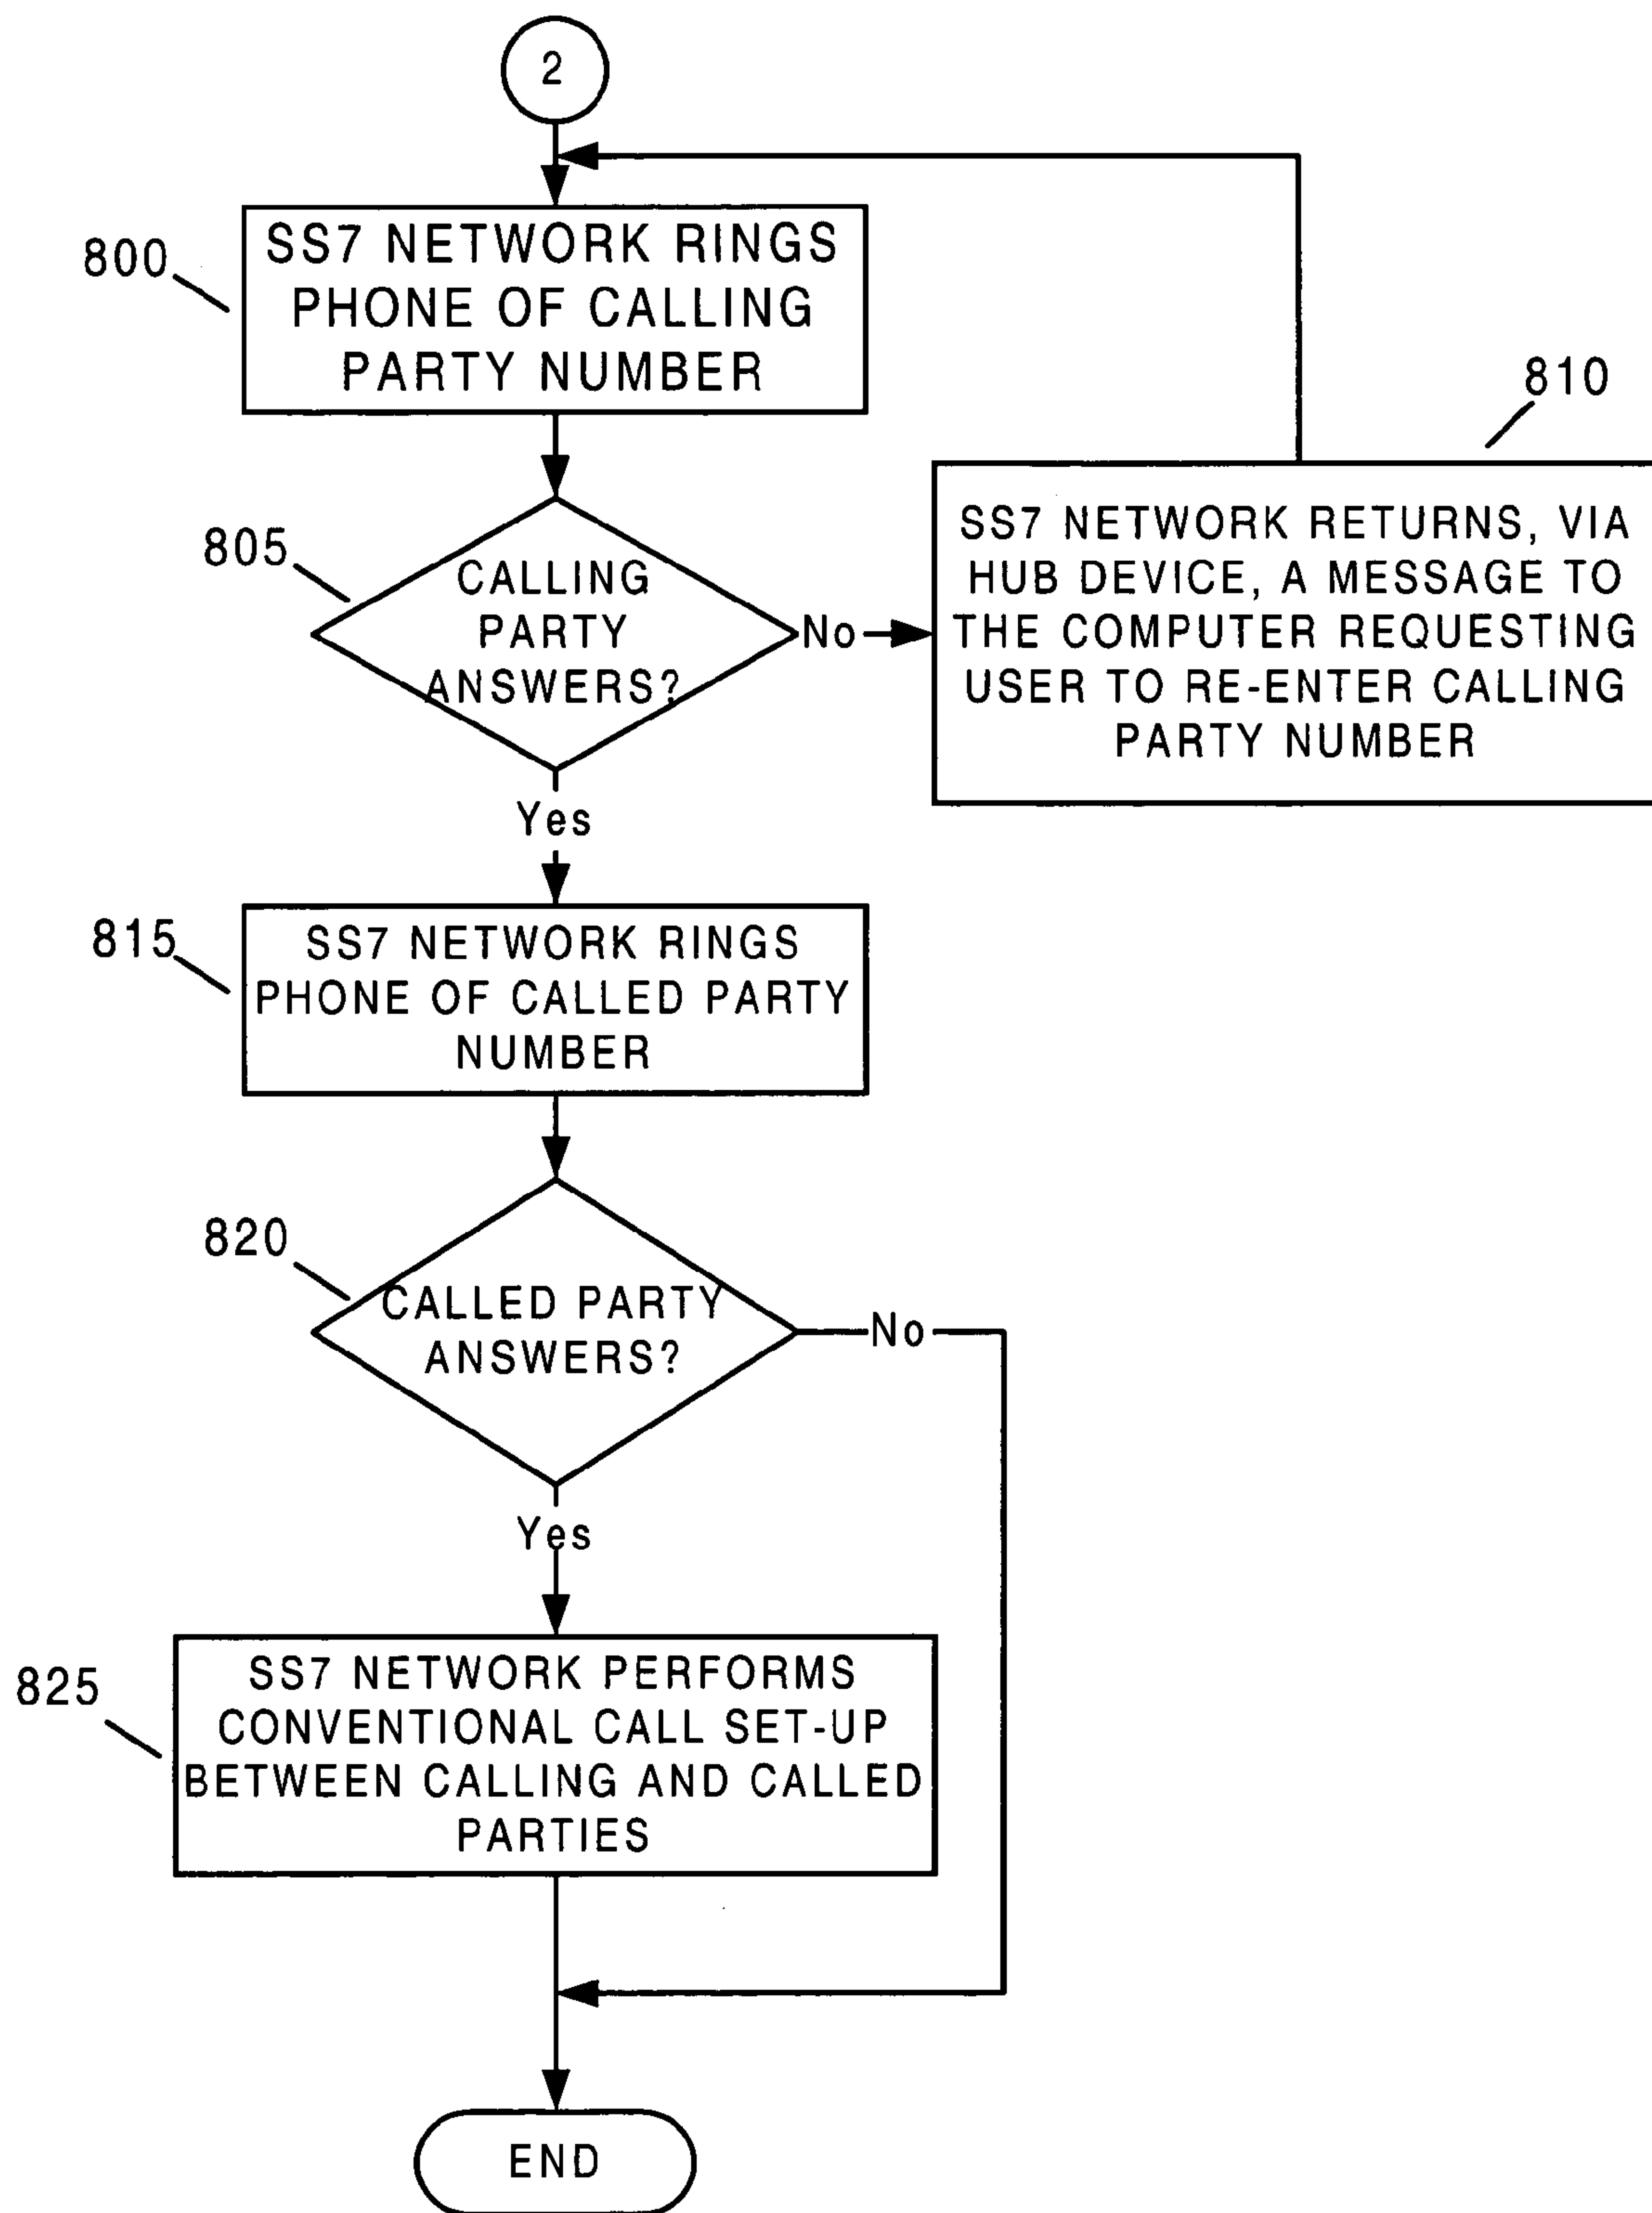 2
800
SS7 NETWORK RINGS
PHONE OF CALLING
PARTY NUMBER
805
CALLING
PARTY
ANSWERS?
No
810
SS7 NETWORK RETURNS, VIA
HUB DEVICE, A MESSAGE TO
THE COMPUTER REQUESTING
USER TO RE-ENTER CALLING
PARTY NUMBER
Yes
815
SS7 NETWORK RINGS
PHONE OF CALLED PARTY
NUMBER
820
CALLED PARTY
ANSWERS?
No
Yes
825
SS7 NETWORK PERFORMS
CONVENTIONAL CALL SET-UP
BETWEEN CALLING AND CALLED
PARTIES
END